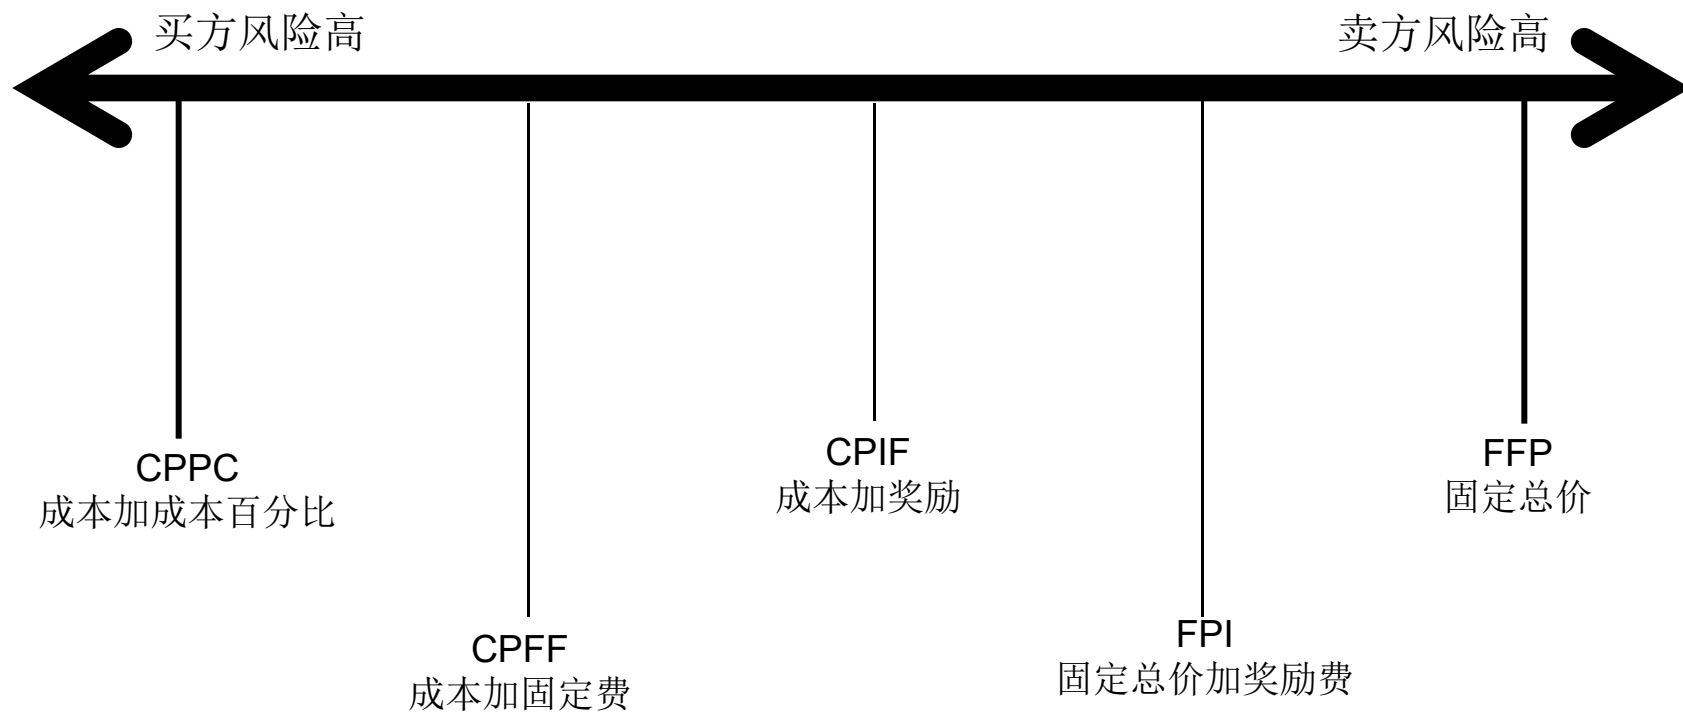 买方风险高
卖方风险高
CPPC
成本加成本百分比
CPFF
成本加固定费
CPIF
成本加奖励
FPI
固定总价加奖励费
FFP
固定总价